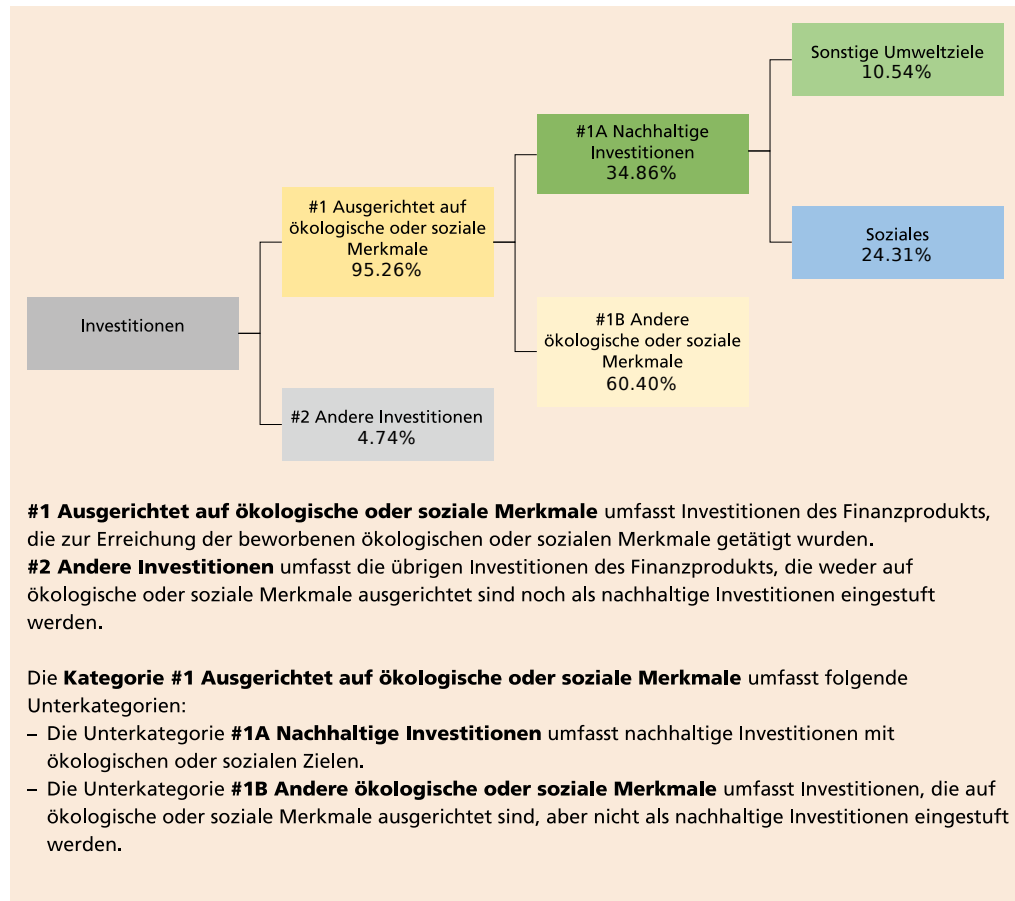 Sonstige Umweltziele
10.54%
#1A Nachhaltige
Investitionen
34.86%
#1 Ausgerichtet auf
ökologische oder soziale
Merkmale
95.26%
Soziales
24.31%
Investitionen
#1B Andere
ökologische oder soziale
Merkmale
60.40%
#2 Andere Investitionen
4.74%
#1 Ausgerichtet auf ökologische oder soziale Merkmale umfasst Investitionen des Finanzprodukts,
die zur Erreichung der beworbenen ökologischen oder sozialen Merkmale getätigt wurden.
#2 Andere Investitionen umfasst die übrigen Investitionen des Finanzprodukts, die weder auf
ökologische oder soziale Merkmale ausgerichtet sind noch als nachhaltige Investitionen eingestuft
werden.
Die Kategorie #1 Ausgerichtet auf ökologische oder soziale Merkmale umfasst folgende
Unterkategorien:
– Die Unterkategorie #1A Nachhaltige Investitionen umfasst nachhaltige Investitionen mit
ökologischen oder sozialen Zielen.
– Die Unterkategorie #1B Andere ökologische oder soziale Merkmale umfasst Investitionen, die auf
ökologische oder soziale Merkmale ausgerichtet sind, aber nicht als nachhaltige Investitionen eingestuft
werden.